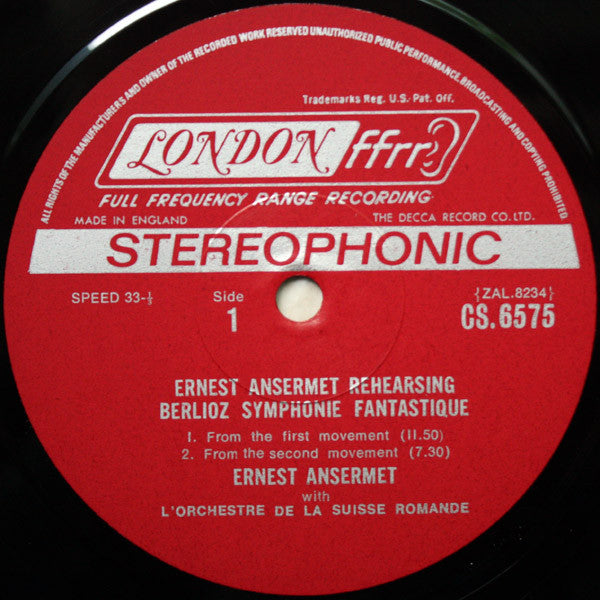 ALL RIGHTS OF THE MANUFACTURERS AND OWNER OF THE RECORDED WORK RESERVED UNAUTHORIZED PUBLIC PERFORMANCE, BROADCASTING AND COPYING PROHIBITED.
Trademarks Reg. U.S. Pat. Off.
LONDON ffrr
FULL FREQUENCY RANGE RECORDING
MADE IN ENGLAND THE DECCA RECORD CO. LTD.
STEREOPHONIC
SPEED 33-⅓ Side {ZAL.8234}
1 CS.6575
ERNEST ANSERMET REHEARSING
BERLIOZ SYMPHONIE FANTASTIQUE
1. From the first movement (11.50)
2. From the second movement (7.30)
ERNEST ANSERMET
with
L'ORCHESTRE DE LA SUISSE ROMANDE